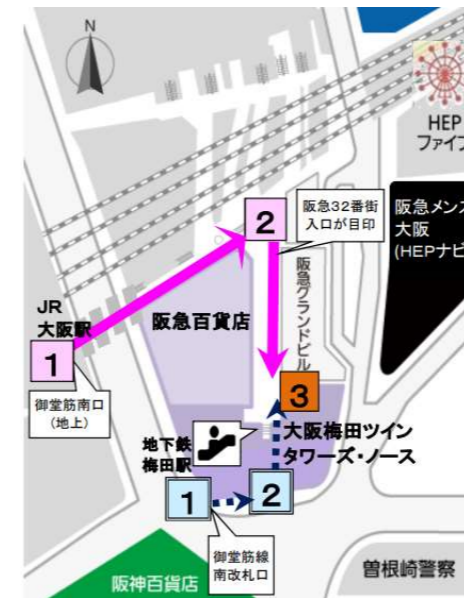 N
HEP
ファイブ
2
阪急32番街
入口が目印
阪急メンズ
大阪
(HEPナビオ
阪急グランドビル
JR
大阪駅
1
阪急百貨店
御堂筋南口
(地上)
3
大阪梅田ツイン
タワーズ・ノース
地下鉄
梅田駅
1
2
御堂筋線
南改札口
阪神百貨店
曽根崎警察